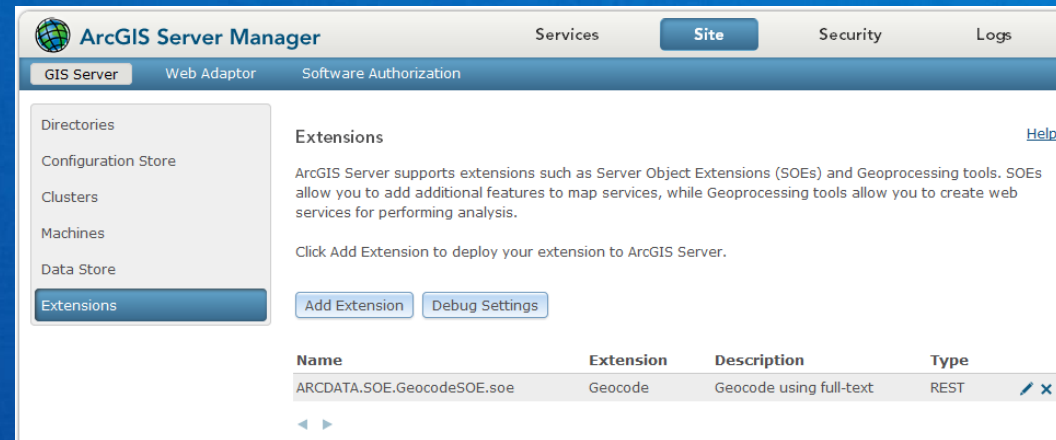 ArcGIS Server Manager Services Site Security Logs
GIS Server Web Adaptor Software Authorization
Directories
Configuration Store
Clusters
Machines
Data Store
Extensions
Extensions Help
ArcGIS Server supports extensions such as Server Object Extensions (SOEs) and Geoprocessing tools. SOEs
allow you to add additional features to map services, while Geoprocessing tools allow you to create web
services for performing analysis.
Click Add Extension to deploy your extension to ArcGIS Server.
Add Extension Debug Settings
Name Extension Description Type
ARCDATA.SOE.GeocodeSOE.soe Geocode Geocode using full-text REST